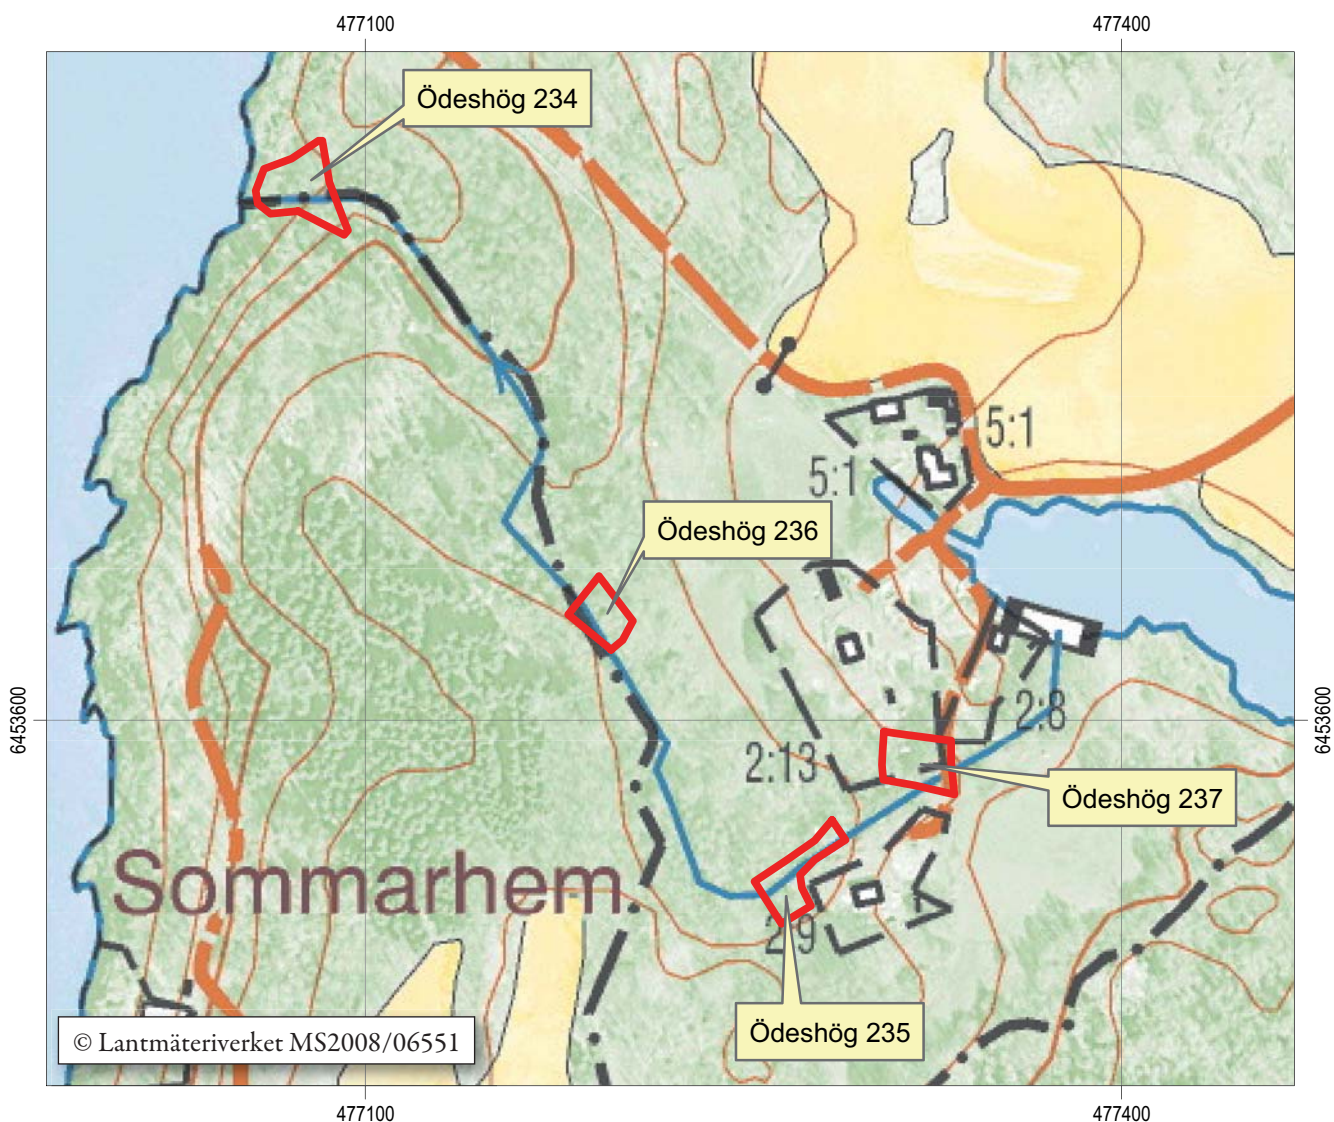 477100
477400
Ödeshög 234
5:1
5:1
Ödeshög 236
6453600
6453600
2:8
2:13
Ödeshög 237
Sommarhem
2:9
Ödeshög 235
© Lantmäteriverket MS2008/06551
477100
477400